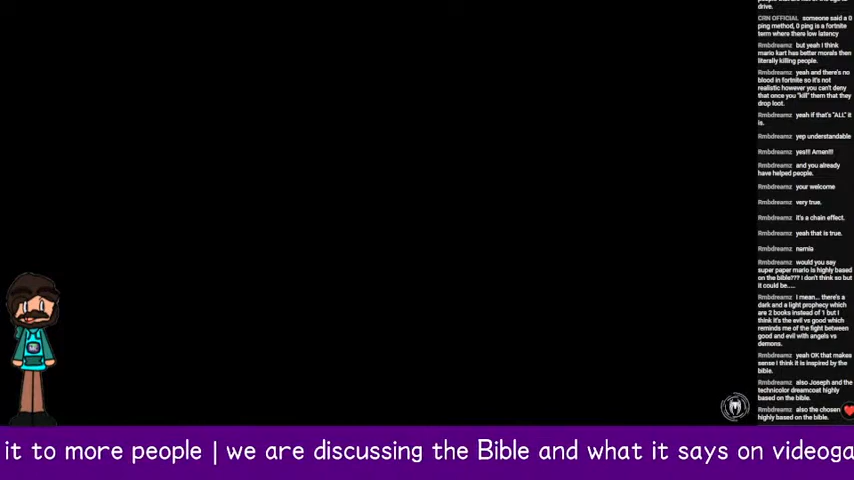 drive.
CRN OFFICIAL someone said a 0
ping method, 0 ping is a fortnite
term where there low latency
Rmbdreamz but yeah I think
mario kart has better morals then
literally killing people.
Rmbdreamz yeah and there's no
blood in fortnite so it's not
realistic however you can't deny
that once you "kill" them that they
drop loot.
Rmbdreamz yeah if that's "ALL" it
is.
Rmbdreamz yep understandable
Rmbdreamz yes!!! Amen!!!
Rmbdreamz and you already
have helped people.
Rmbdreamz your welcome
Rmbdreamz very true.
Rmbdreamz it's a chain effect.
Rmbdreamz yeah that is true.
Rmbdreamz narnia
Rmbdreamz would you say
super paper mario is highly based
on the bible??? I don't think so but
it could be.....
Rmbdreamz I mean... there's a
dark and a light prophecy which
are 2 books instead of 1 but I
think it's the evil vs good which
reminds me of the fight between
good and evil with angels vs
demons.
Rmbdreamz yeah OK that makes
sense I think it is inspired by the
bible.
Rmbdreamz also Joseph and the
technicolor dreamcoat highly
based on the bible.
Rmbdreamz also the chosen
highly based on the bible.
it to more people | we are discussing the Bible and what it says on videoga